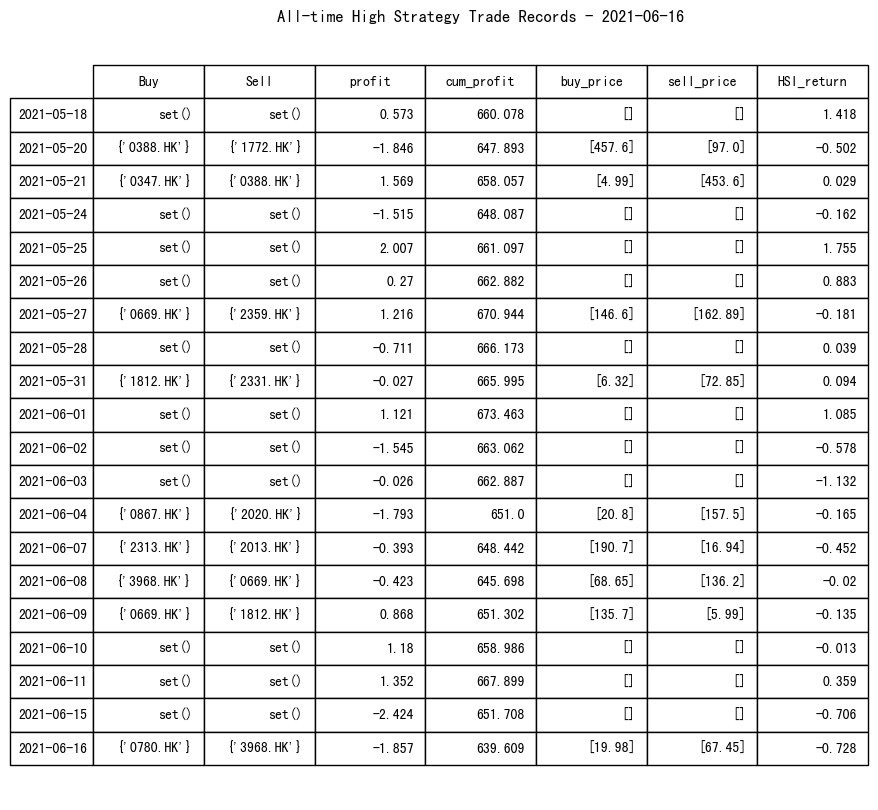 All-time High Strategy Trade Records - 2021-06-16
Buy Sell profit cum_profit buy_price sell_price HSI_return
2021-05-18 set() set() 0.573 660.078 [] [] 1.418
2021-05-20 {'0388.HK'} {'1772.HK'} -1.846 647.893 [457.6] [97.0] -0.502
2021-05-21 {'0347.HK'} {'0388.HK'} 1.569 658.057 [4.99] [453.6] 0.029
2021-05-24 set() set() -1.515 648.087 [] [] -0.162
2021-05-25 set() set() 2.007 661.097 [] [] 1.755
2021-05-26 set() set() 0.27 662.882 [] [] 0.883
2021-05-27 {'0669.HK'} {'2359.HK'} 1.216 670.944 [146.6] [162.89] -0.181
2021-05-28 set() set() -0.711 666.173 [] [] 0.039
2021-05-31 {'1812.HK'} {'2331.HK'} -0.027 665.995 [6.32] [72.85] 0.094
2021-06-01 set() set() 1.121 673.463 [] [] 1.085
2021-06-02 set() set() -1.545 663.062 [] [] -0.578
2021-06-03 set() set() -0.026 662.887 [] [] -1.132
2021-06-04 {'0867.HK'} {'2020.HK'} -1.793 651.0 [20.8] [157.5] -0.165
2021-06-07 {'2313.HK'} {'2013.HK'} -0.393 648.442 [190.7] [16.94] -0.452
2021-06-08 {'3968.HK'} {'0669.HK'} -0.423 645.698 [68.65] [136.2] -0.02
2021-06-09 {'0669.HK'} {'1812.HK'} 0.868 651.302 [135.7] [5.99] -0.135
2021-06-10 set() set() 1.18 658.986 [] [] -0.013
2021-06-11 set() set() 1.352 667.899 [] [] 0.359
2021-06-15 set() set() -2.424 651.708 [] [] -0.706
2021-06-16 {'0780.HK'} {'3968.HK'} -1.857 639.609 [19.98] [67.45] -0.728